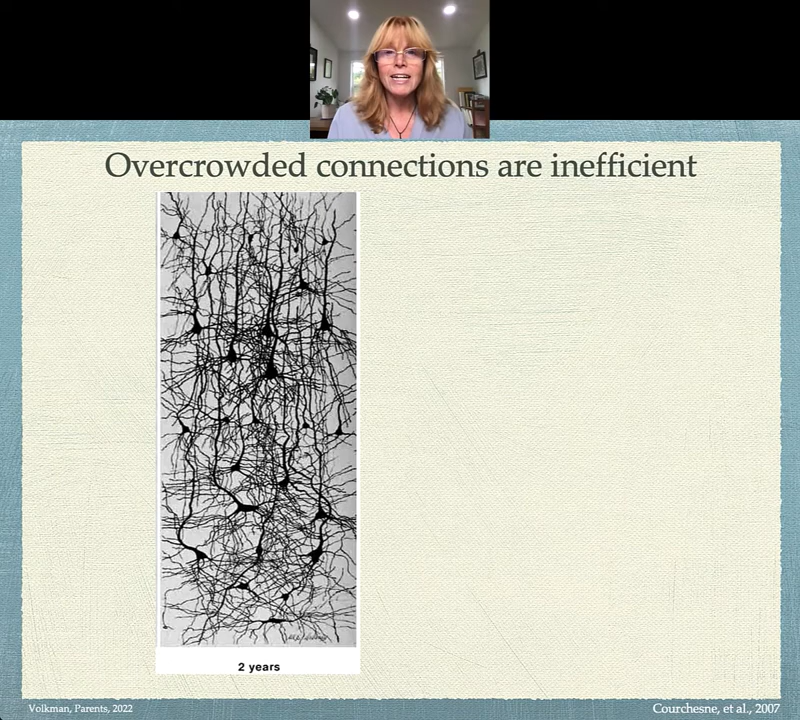 Overcrowded connections are inefficient
2 years
Volkman, Parents, 2022
Courchesne, et al., 2007